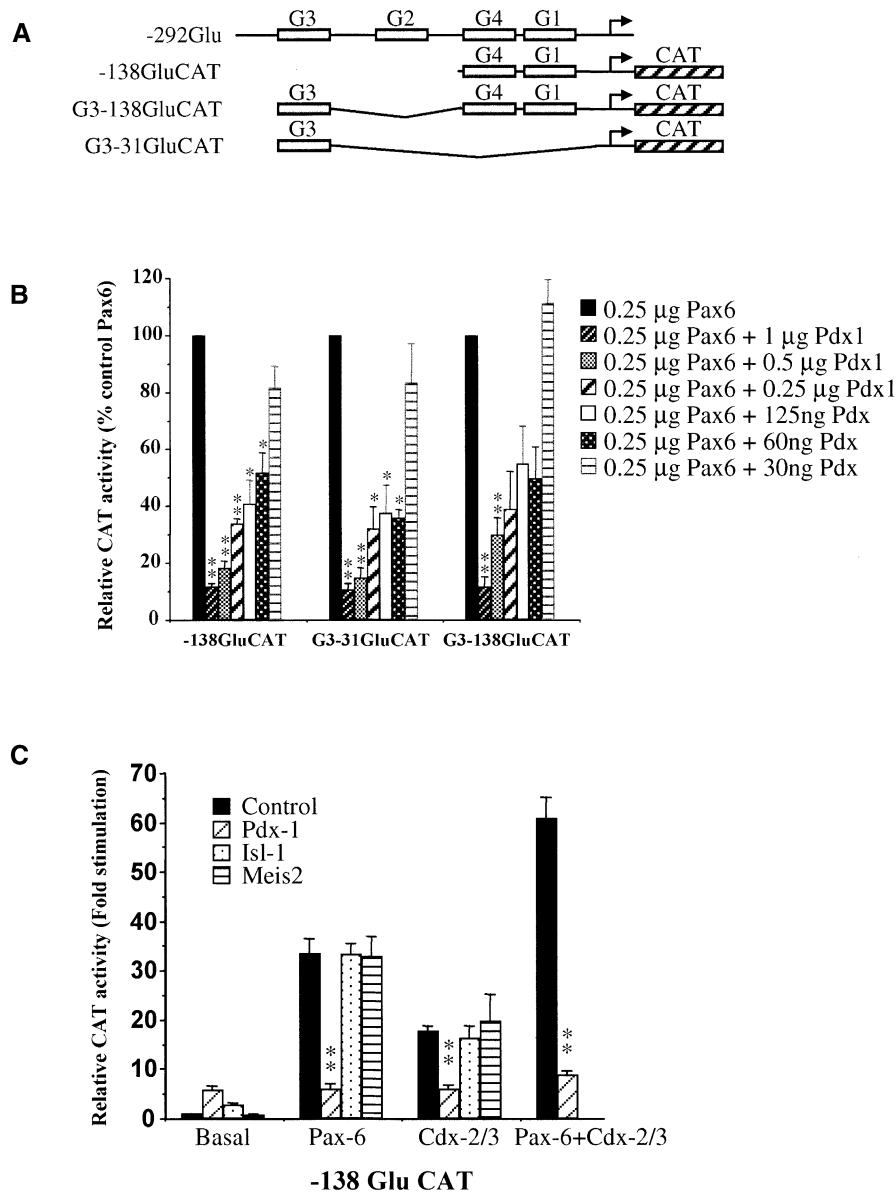 A
G3 G2 G4 G1
-292Glu
G4 G1 CAT
-138GluCAT
G3 G4 G1 CAT
G3-138GluCAT
G3 CAT
G3-31GluCAT
B
Relative CAT activity (% control Pax6)
120
100
80
60
40
20
0
** ** ** * *
** ** * * *
** **
-138GluCAT G3-31GluCAT G3-138GluCAT
0.25 µg Pax6
0.25 µg Pax6 + 1 µg Pdx1
0.25 µg Pax6 + 0.5 µg Pdx1
0.25 µg Pax6 + 0.25 µg Pdx1
0.25 µg Pax6 + 125ng Pdx
0.25 µg Pax6 + 60ng Pdx
0.25 µg Pax6 + 30ng Pdx
C
Relative CAT activity (Fold stimulation)
70
60
50
40
30
20
10
0
Control
Pdx-1
Isl-1
Meis2
** ** **
Basal Pax-6 Cdx-2/3 Pax-6+Cdx-2/3
-138 Glu CAT